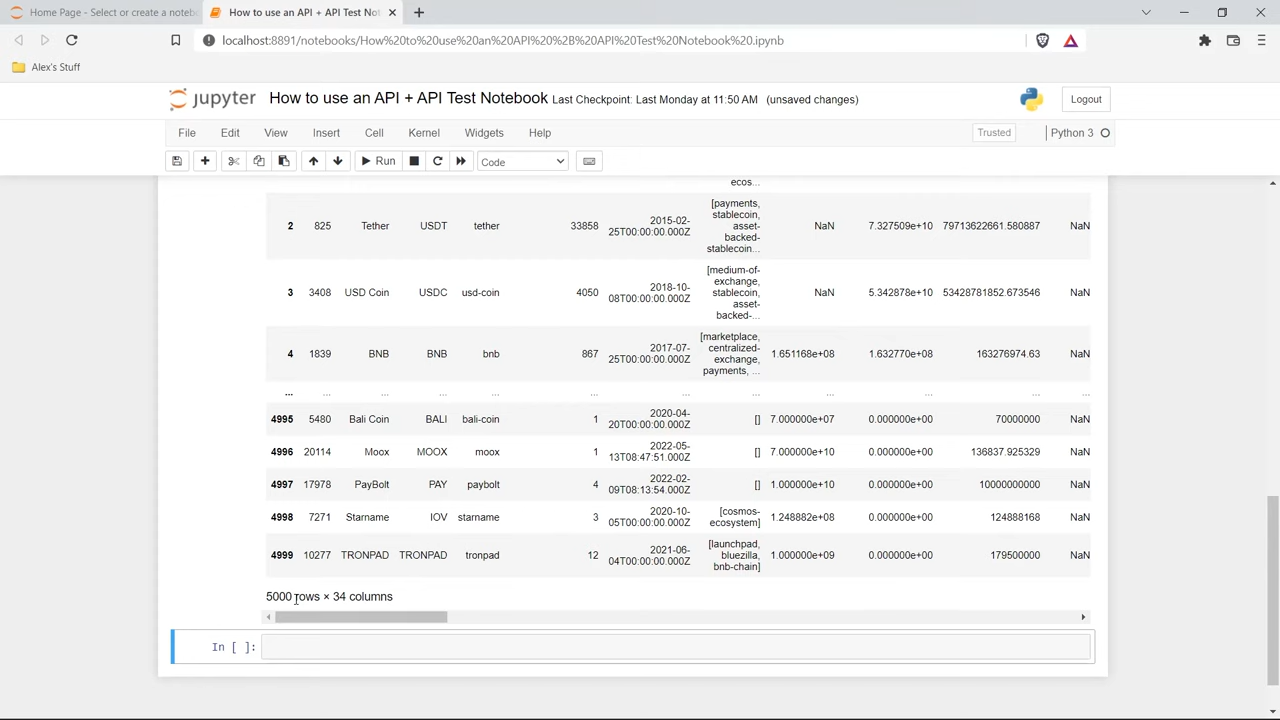 Home Page - Select or create a notebo
How to use an API + API Test Not
localhost:8891/notebooks/How%20to%20use%20an%20API%20%2B%20API%20Test%20Notebook%20.ipynb
Alex's Stuff
jupyter How to use an API + API Test Notebook Last Checkpoint: Last Monday at 11:50 AM (unsaved changes)
Logout
File Edit View Insert Cell Kernel Widgets Help Trusted Python 3
Run Code
ecos...
2 825 Tether USDT tether 33858 2015-02-25T00:00:00.000Z [payments, stablecoin, asset-backed-stablecoin... NaN 7.327509e+10 79713622661.580887 NaN
3 3408 USD Coin USDC usd-coin 4050 2018-10-08T00:00:00.000Z [medium-of-exchange, stablecoin, asset-backed-... NaN 5.342878e+10 53428781852.673546 NaN
4 1839 BNB BNB bnb 867 2017-07-25T00:00:00.000Z [marketplace, centralized-exchange, payments, ... 1.651168e+08 1.632770e+08 163276974.63 NaN
... ... ... ... ... ... ... ... ... ... ... ...
4995 5480 Bali Coin BALI bali-coin 1 2020-04-20T00:00:00.000Z [] 7.000000e+07 0.000000e+00 70000000 NaN
4996 20114 Moox MOOX moox 1 2022-05-13T08:47:51.000Z [] 7.000000e+10 0.000000e+00 136837.925329 NaN
4997 17978 PayBolt PAY paybolt 4 2022-02-09T08:13:54.000Z [] 1.000000e+10 0.000000e+00 10000000000 NaN
4998 7271 Starname IOV starname 3 2020-10-05T00:00:00.000Z [cosmos-ecosystem] 1.248882e+08 0.000000e+00 124888168 NaN
4999 10277 TRONPAD TRONPAD tronpad 12 2021-06-04T00:00:00.000Z [launchpad, bluezilla, bnb-chain] 1.000000e+09 0.000000e+00 179500000 NaN
5000 rows × 34 columns
In [ ]: